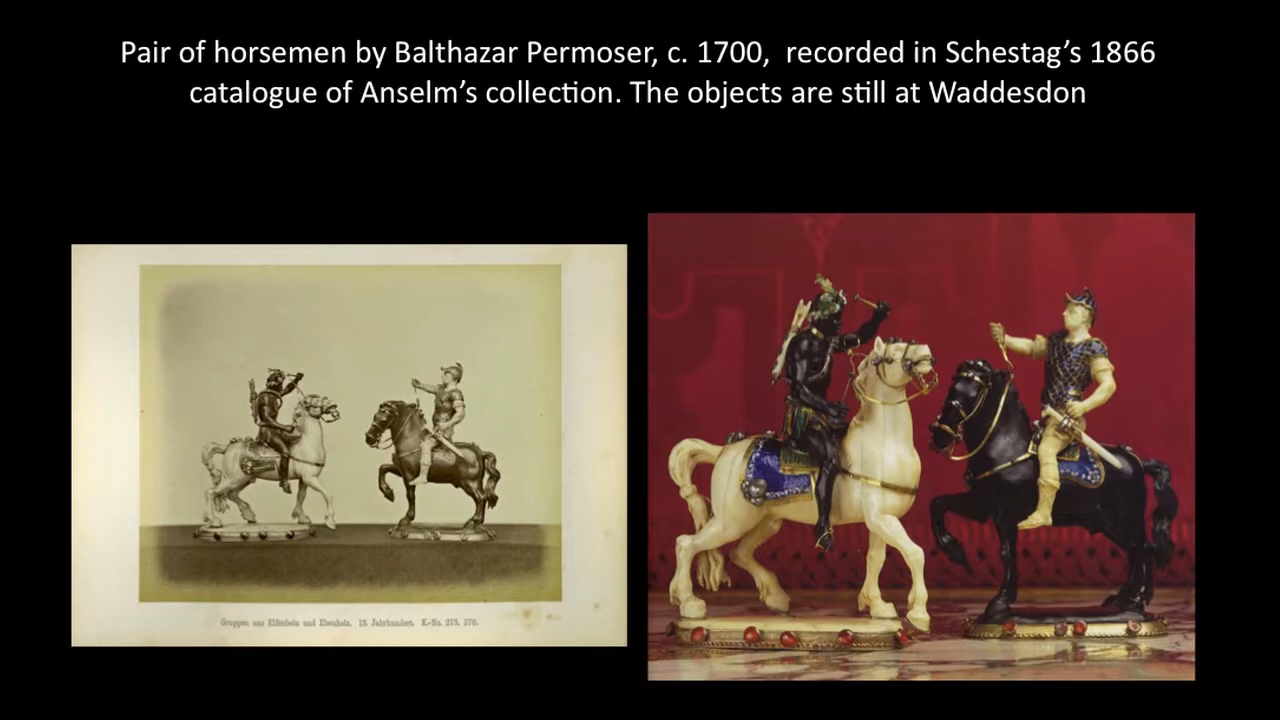 Pair of horsemen by Balthazar Permoser, c. 1700,  recorded in Schestag’s 1866
catalogue of Anselm’s collection. The objects are still at Waddesdon
Gruppen aus Elfenbein und Ebenholz. 18. Jahrhundert. K.-No. 275. 276.